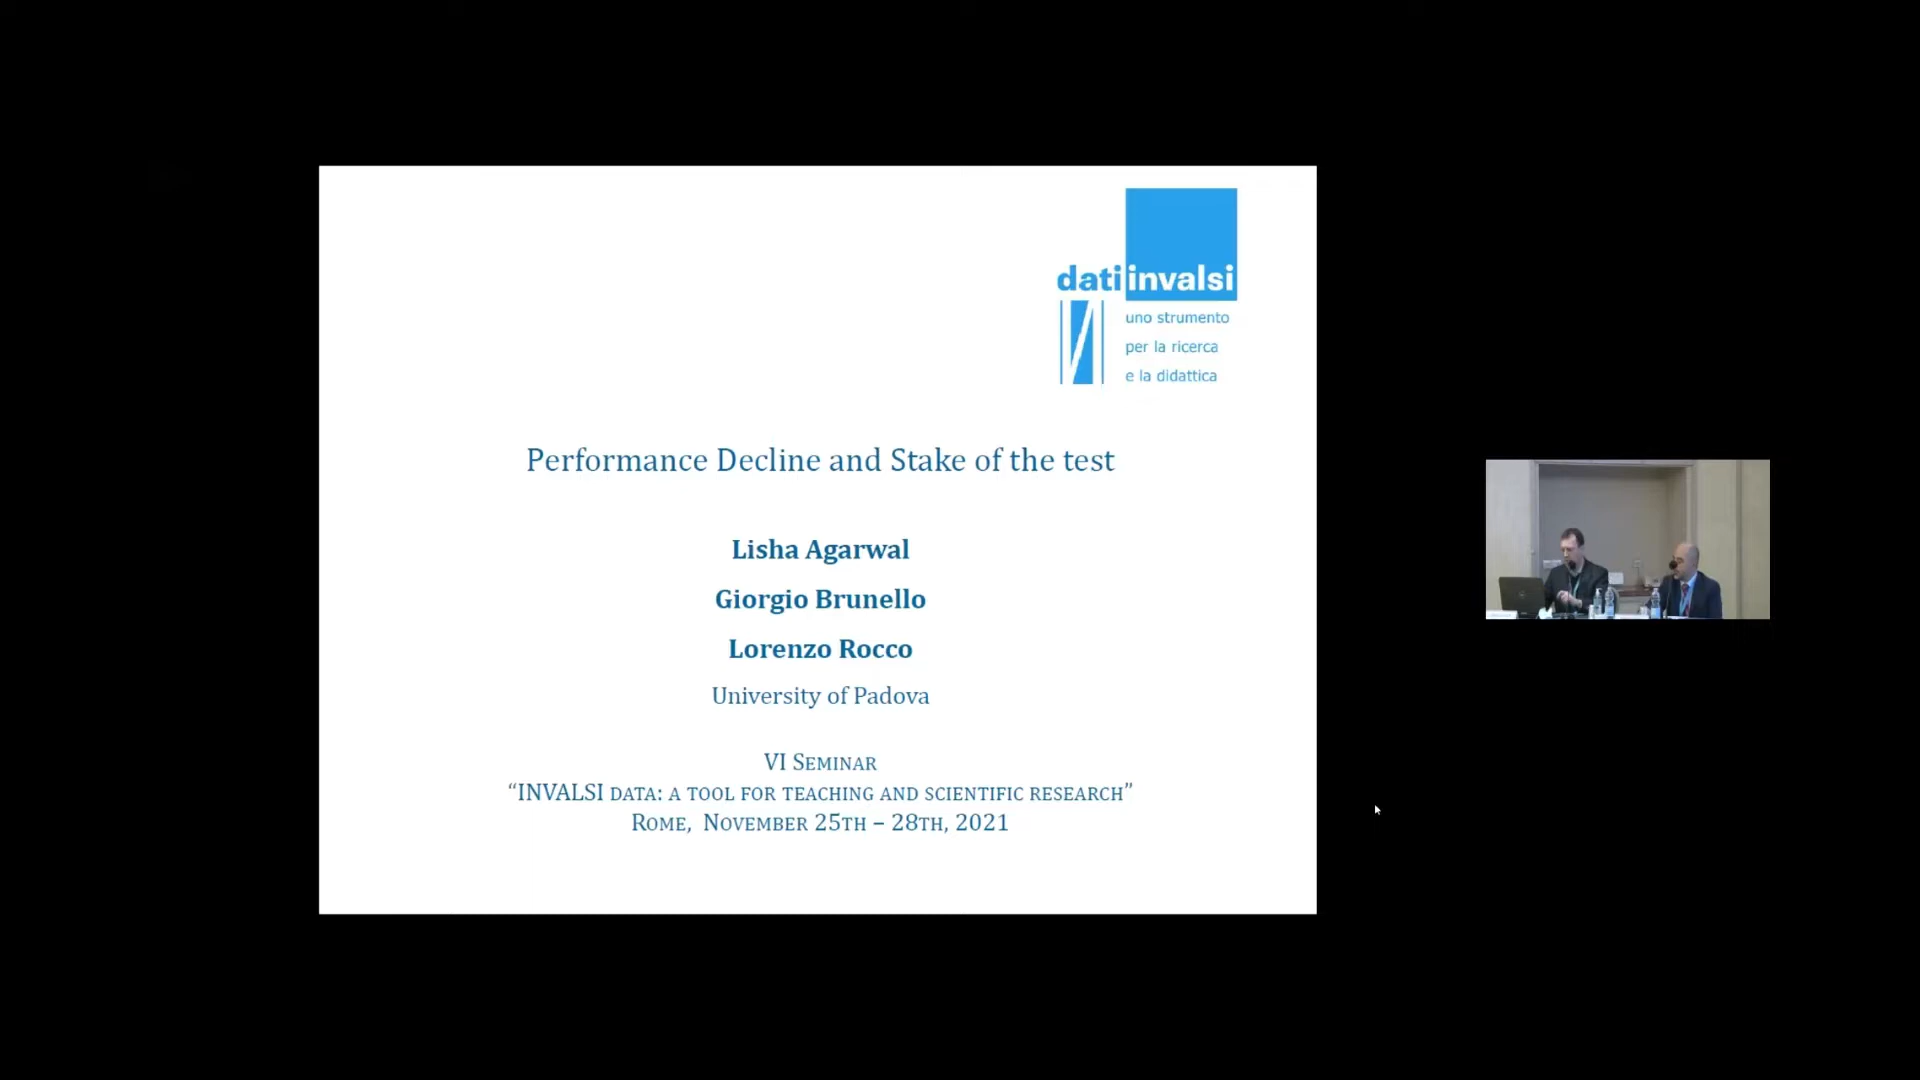 dati invalsi
uno strumento
per la ricerca
e la didattica
Performance Decline and Stake of the test
Lisha Agarwal
Giorgio Brunello
Lorenzo Rocco
University of Padova
VI SEMINAR
“INVALSI DATA: A TOOL FOR TEACHING AND SCIENTIFIC RESEARCH”
ROME, NOVEMBER 25TH – 28TH, 2021